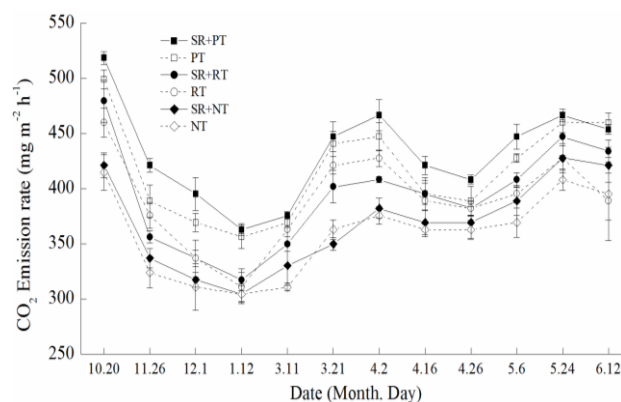 550
500
450
400
350
300
250
CO₂ Emission rate (mg m⁻² h⁻¹)
SR+PT
PT
SR+RT
RT
SR+NT
NT
10.20 11.26 12.1 1.12 3.11 3.21 4.2 4.16 4.26 5.6 5.24 6.12
Date (Month. Day)